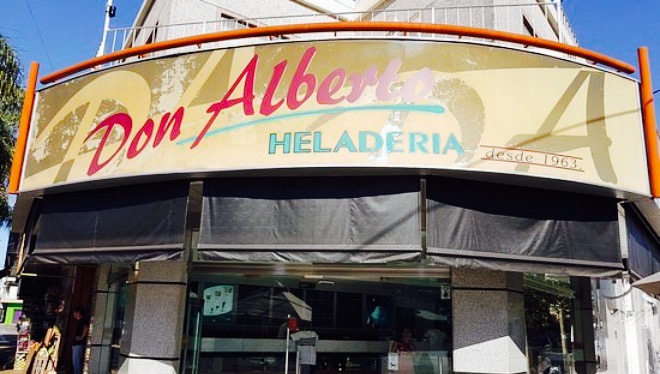 Don Alberto
HELADERIA
desde 1963.